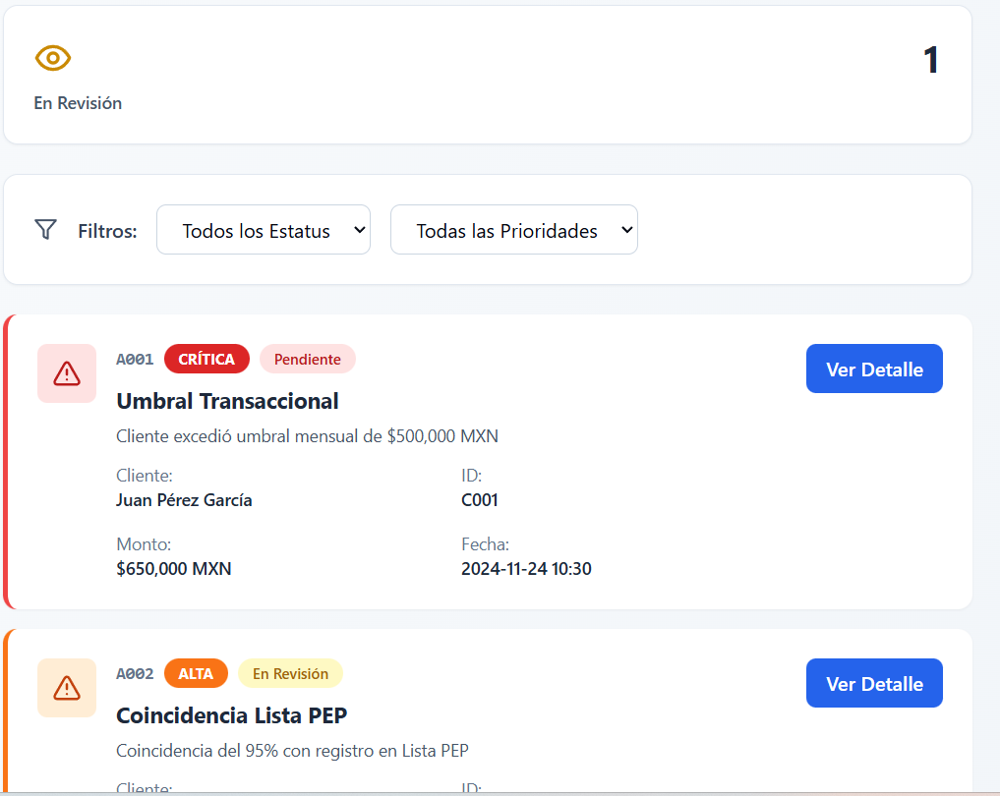 1
En Revisión
Filtros: Todos los Estatus Todas las Prioridades
A001 CRÍTICA Pendiente Ver Detalle
Umbral Transaccional
Cliente excedió umbral mensual de $500,000 MXN
Cliente: ID:
Juan Pérez García C001
Monto: Fecha:
$650,000 MXN 2024-11-24 10:30
A002 ALTA En Revisión Ver Detalle
Coincidencia Lista PEP
Coincidencia del 95% con registro en Lista PEP
Cliente: ID: